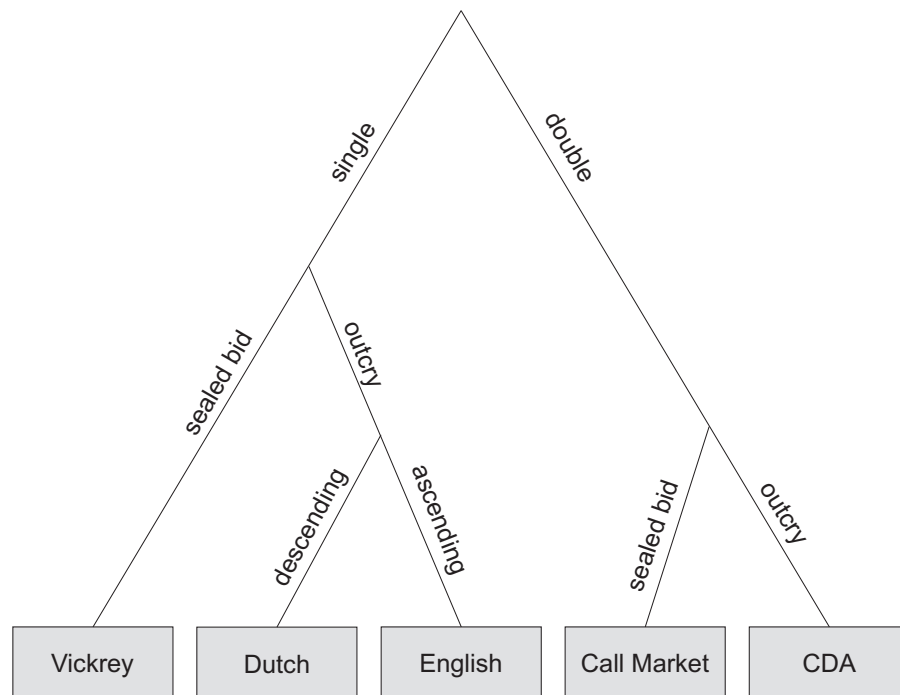 single
double
sealed bid
outcry
descending
ascending
sealed bid
outcry
Vickrey
Dutch
English
Call Market
CDA